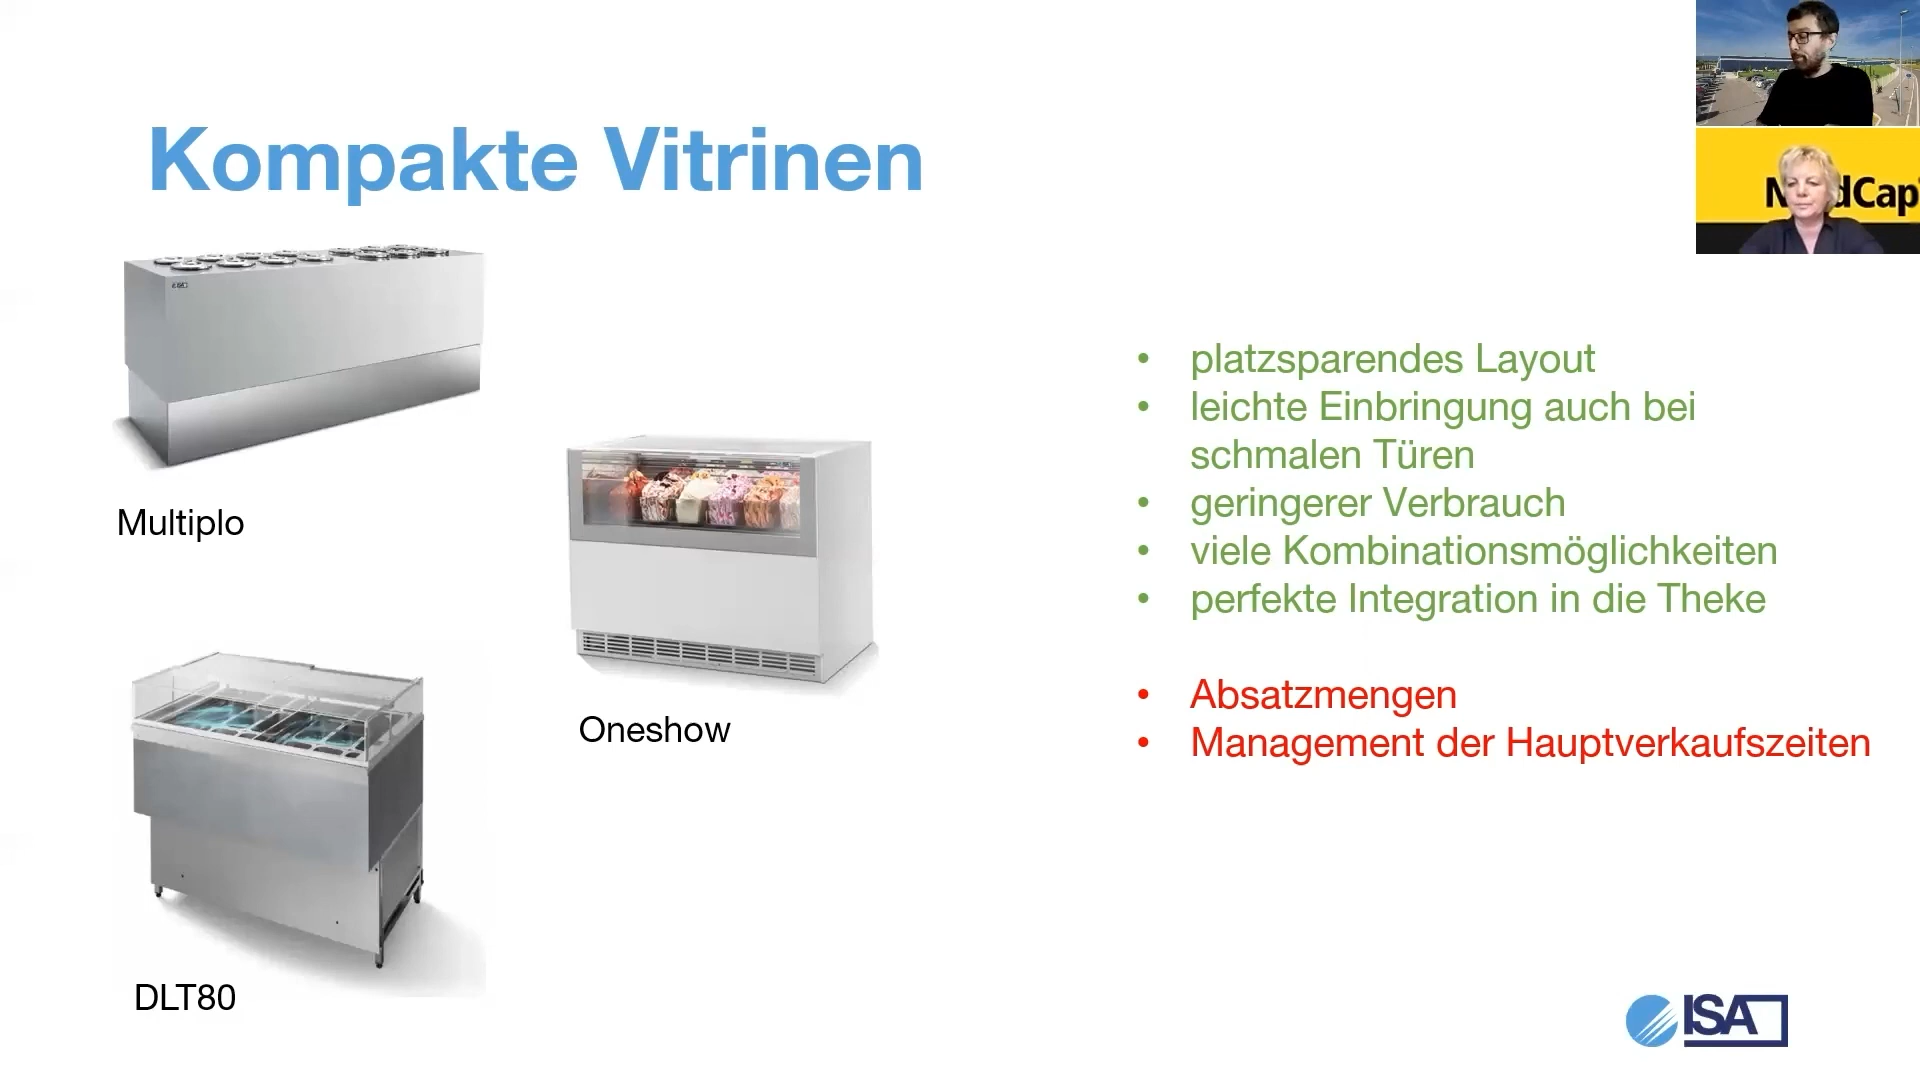 Kompakte Vitrinen
Multiplo
Oneshow
DLT80
• platzsparendes Layout
• leichte Einbringung auch bei
schmalen Türen
• geringerer Verbrauch
• viele Kombinationsmöglichkeiten
• perfekte Integration in die Theke
• Absatzmengen
• Management der Hauptverkaufszeiten
ISA